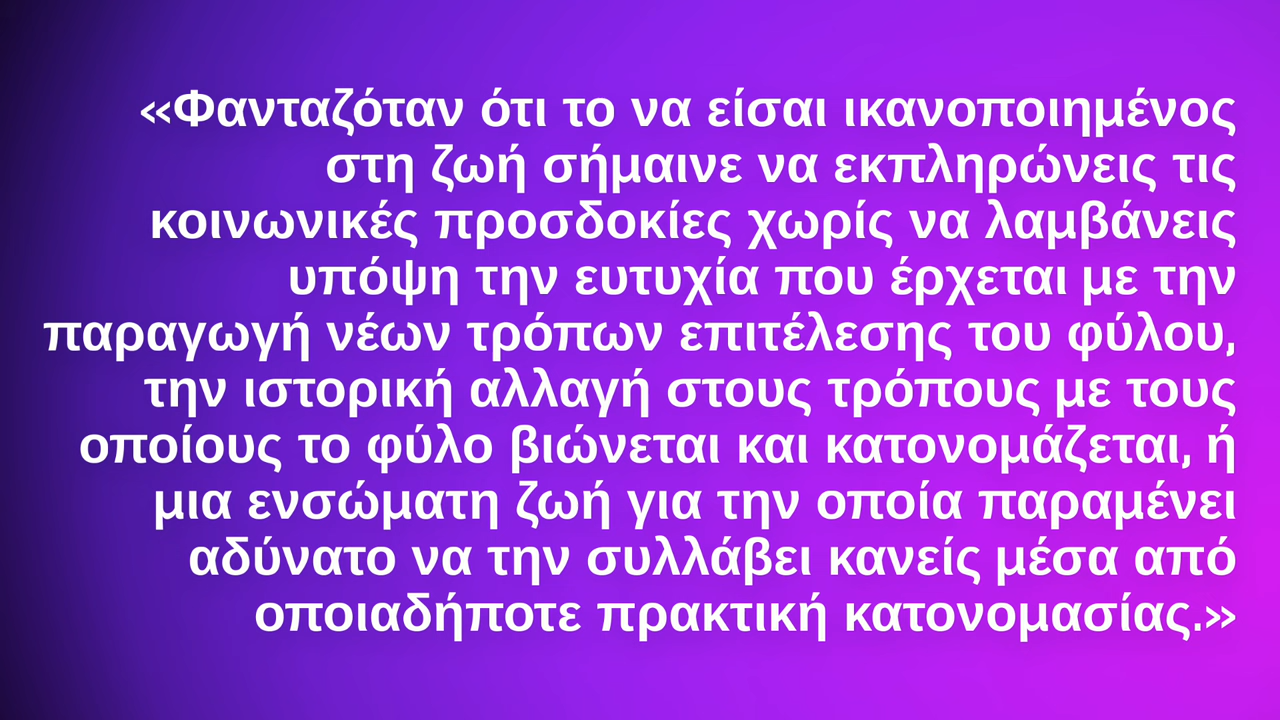 «Φανταζόταν ότι το να είσαι ικανοποιημένος
στη ζωή σήμαινε να εκπληρώνεις τις
κοινωνικές προσδοκίες χωρίς να λαμβάνεις
υπόψη την ευτυχία που έρχεται με την
παραγωγή νέων τρόπων επιτέλεσης του φύλου,
την ιστορική αλλαγή στους τρόπους με τους
οποίους το φύλο βιώνεται και κατονομάζεται, ή
μια ενσώματη ζωή για την οποία παραμένει
αδύνατο να την συλλάβει κανείς μέσα από
οποιαδήποτε πρακτική κατονομασίας.»